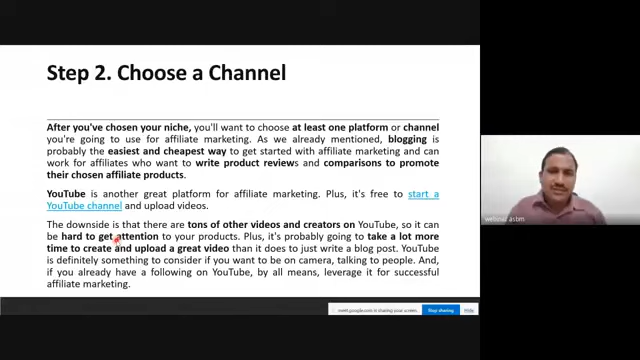 Step 2. Choose a Channel
After you've chosen your niche, you'll want to choose at least one platform or channel
you're going to use for affiliate marketing. As we already mentioned, blogging is
probably the easiest and cheapest way to get started with affiliate marketing and can
work for affiliates who want to write product reviews and comparisons to promote
their chosen affiliate products.
YouTube is another great platform for affiliate marketing. Plus, it's free to start a
YouTube channel and upload videos.
The downside is that there are tons of other videos and creators on YouTube, so it can
be hard to get attention to your products. Plus, it's probably going to take a lot more
time to create and upload a great video than it does to just write a blog post. YouTube
is definitely something to consider if you want to be on camera, talking to people. And,
if you already have a following on YouTube, by all means, leverage it for successful
affiliate marketing.
meet.google.com is sharing your screen.
Stop sharing
Hide
asbm